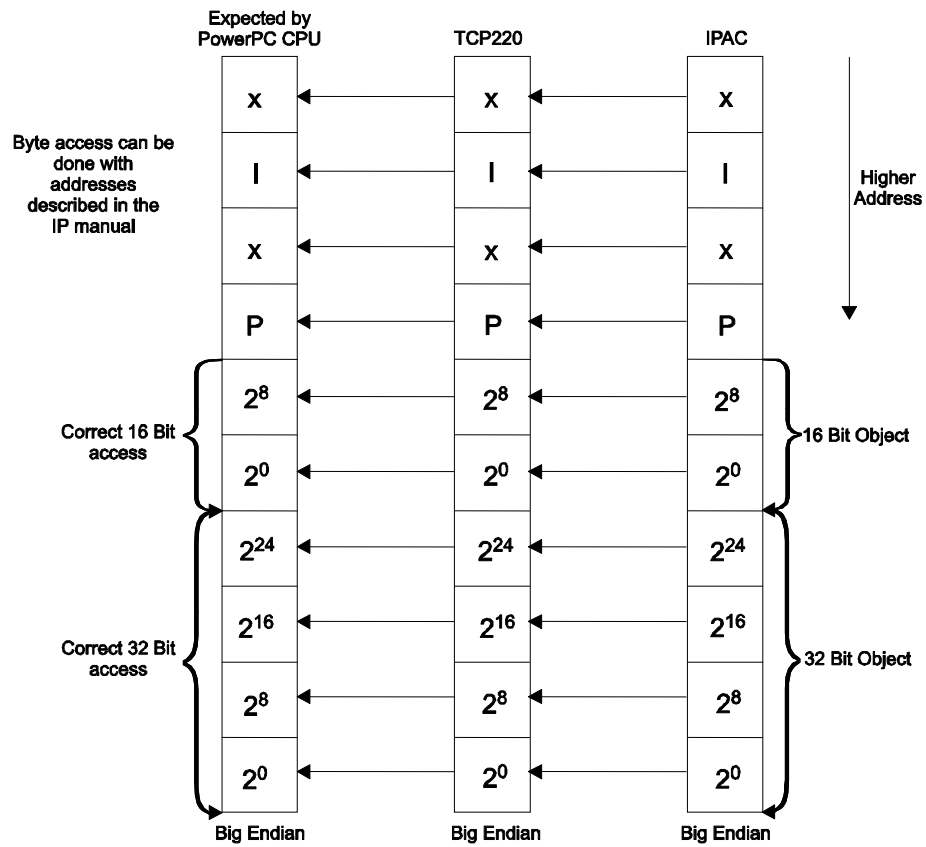 Expected by
PowerPC CPU
TCP220
IPAC
x
x
x
Byte access can be
done with
addresses
described in the
IP manual
I
I
I
Higher
Address
x
x
x
P
P
P
2⁸
2⁸
2⁸
Correct 16 Bit
access
16 Bit Object
2⁰
2⁰
2⁰
2²⁴
2²⁴
2²⁴
2¹⁶
2¹⁶
2¹⁶
Correct 32 Bit
access
32 Bit Object
2⁸
2⁸
2⁸
2⁰
2⁰
2⁰
Big Endian
Big Endian
Big Endian